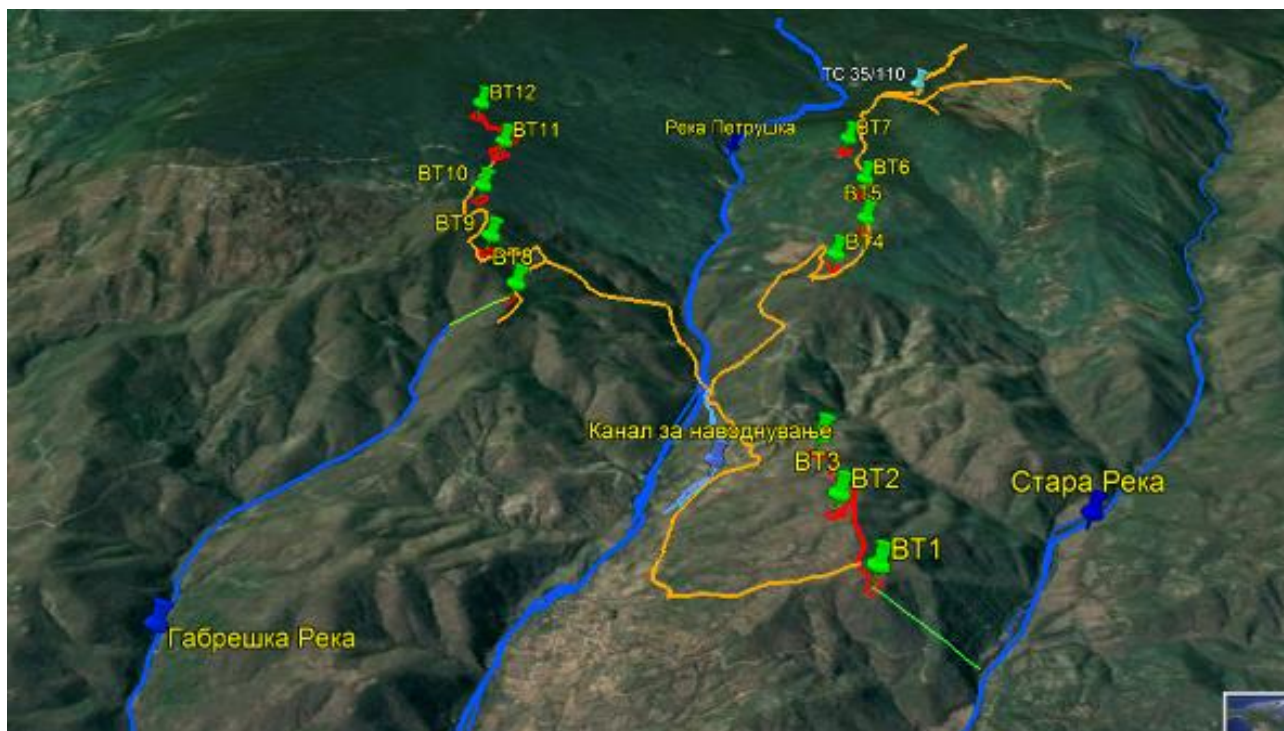 ТС 35/110
ВТ12
Река Петрушка
ВТ11
ВТ7
ВТ10
ВТ6
ВТ5
ВТ9
ВТ4
ВТ8
Канал за наводнување
ВТ3
ВТ2
Стара Река
ВТ1
Габрешка Река